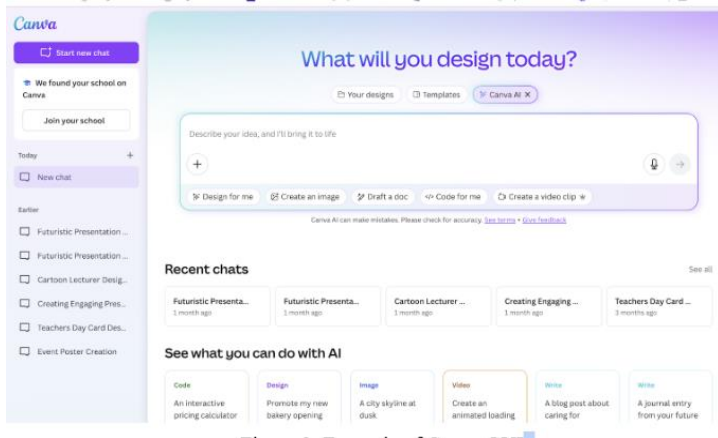 Canva
Start new chat
We found your school on
Canva
Join your school
Today +
New chat
Earlier
Futuristic Presentation ...
Futuristic Presentation ...
Cartoon Lecturer Desig...
Creating Engaging Pres...
Teachers Day Card Des...
Event Poster Creation
What will you design today?
Your designs Templates Canva AI X
Describe your idea, and I'll bring it to life
+
Design for me Create an image Draft a doc </> Code for me Create a video clip
Canva AI can make mistakes. Please check for accuracy. See terms • Give feedback
Recent chats See all
Futuristic Presenta... Futuristic Presenta... Cartoon Lecturer ... Creating Engaging ... Teachers Day Card ...
1 month ago 1 month ago 1 month ago 1 month ago 3 months ago
See what you can do with AI
Code Design Image Video Write Write
An interactive Promote my new A city skyline at Create an A blog post about A journal entry
pricing calculator bakery opening dusk animated loading caring for from your future